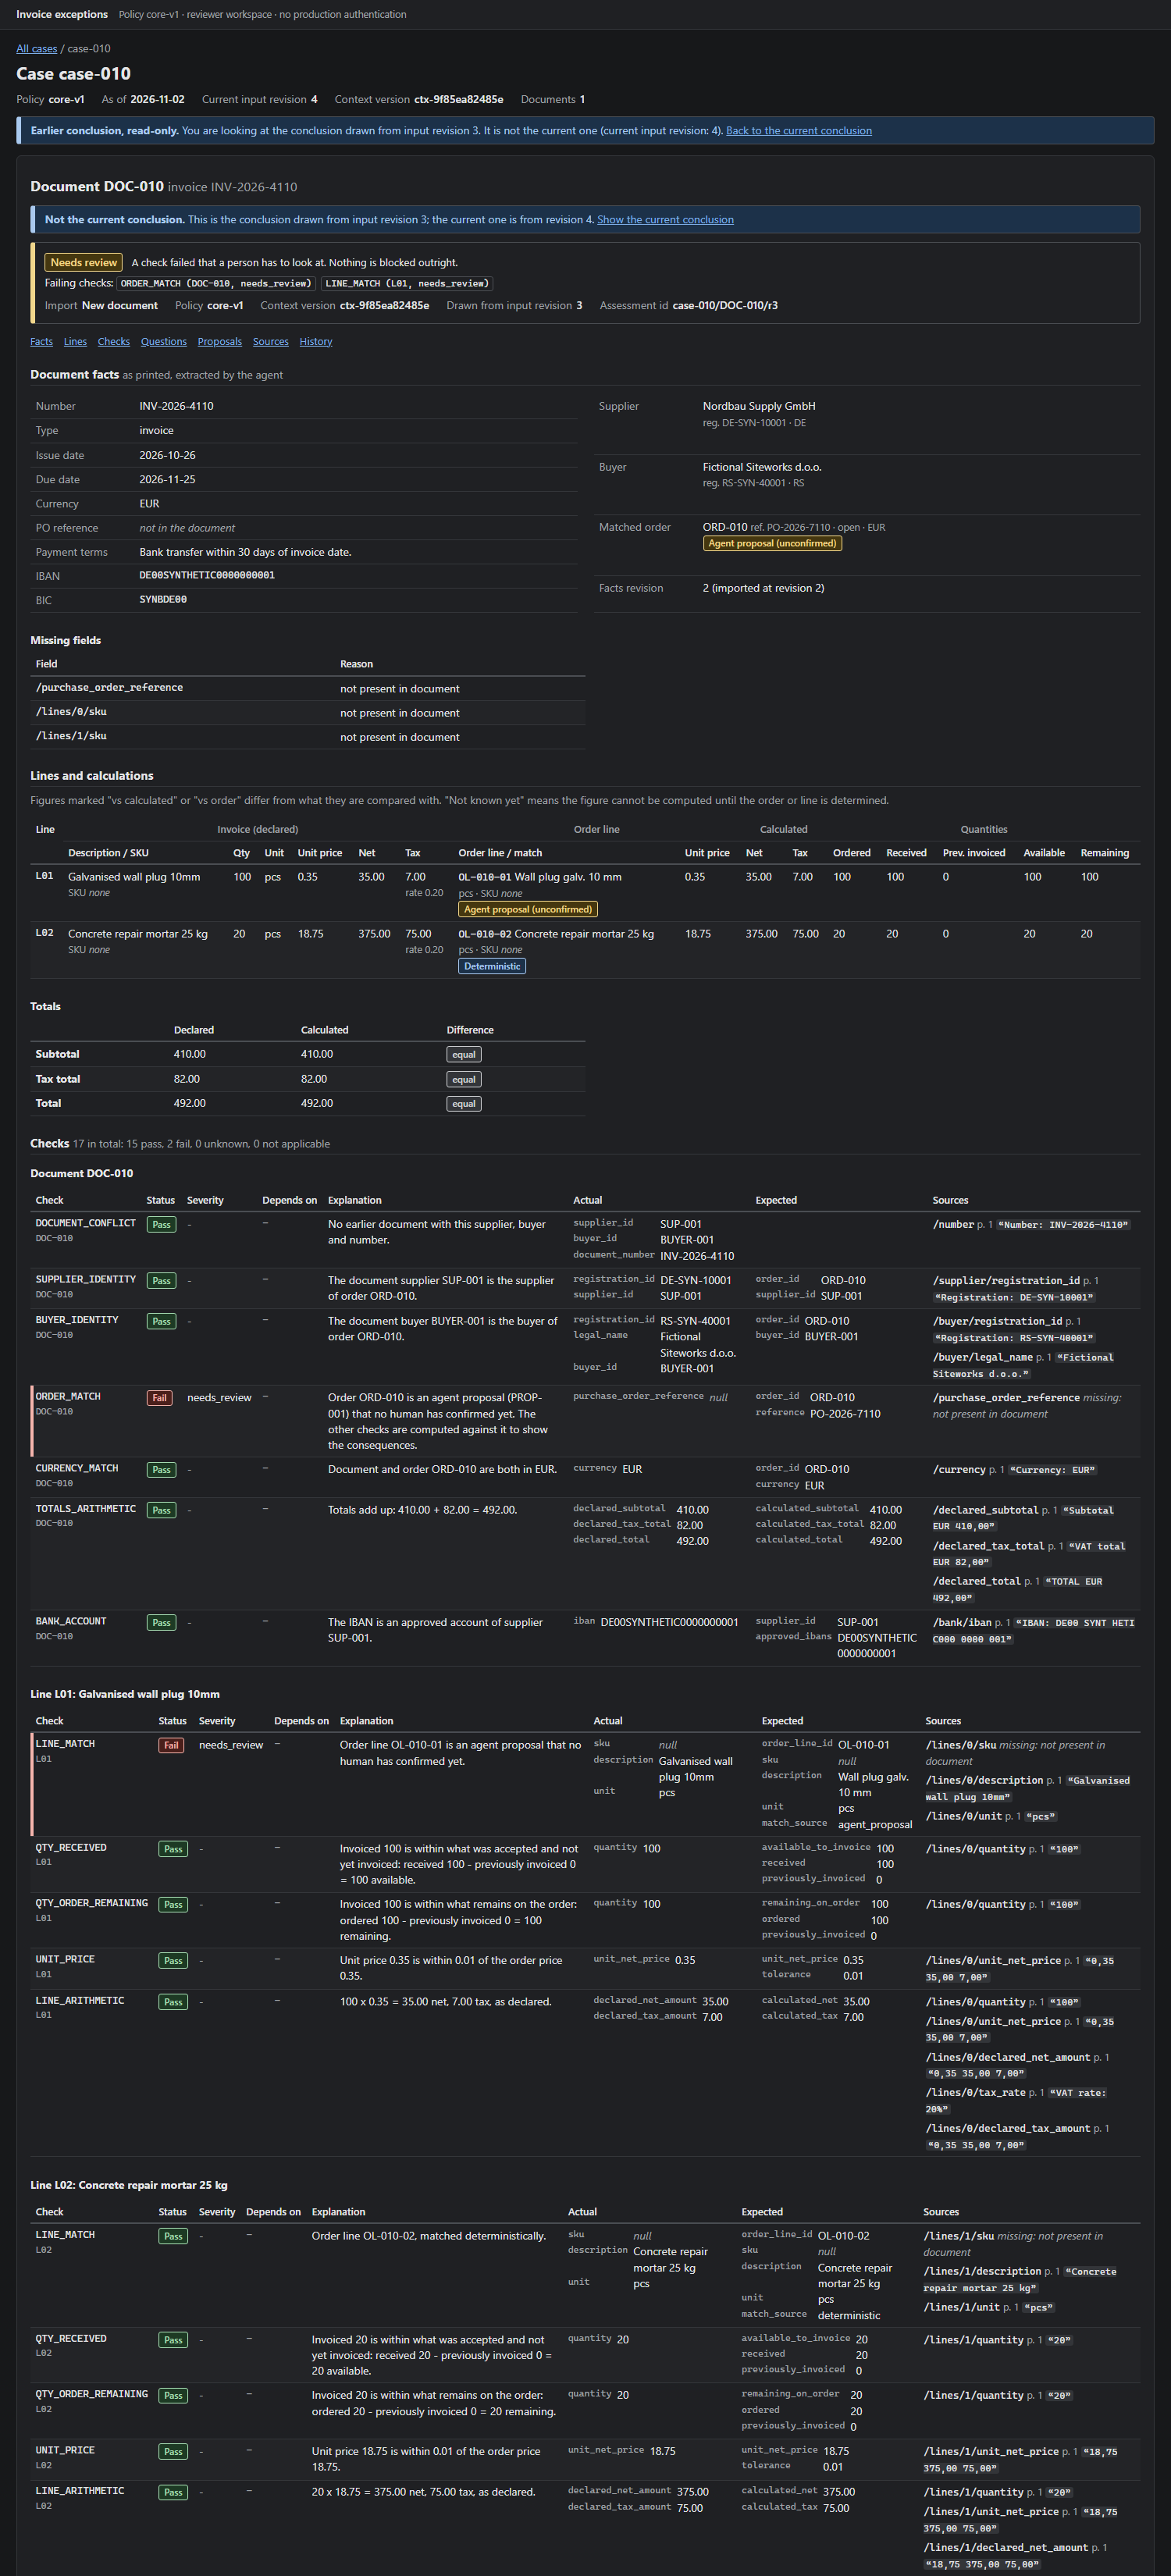 Invoice exceptions Policy core-v1 · reviewer workspace · no production authentication
All cases / case-010
Case case-010
Policy core-v1 As of 2026-11-02 Current input revision 4 Context version ctx-9f85ea82485e Documents 1
Earlier conclusion, read-only. You are looking at the conclusion drawn from input revision 3. It is not the current one (current input revision: 4). Back to the current conclusion
Document DOC-010 invoice INV-2026-4110
Not the current conclusion. This is the conclusion drawn from input revision 3; the current one is from revision 4. Show the current conclusion
Needs review A check failed that a person has to look at. Nothing is blocked outright.
Failing checks: ORDER_MATCH (DOC-010, needs_review) LINE_MATCH (L01, needs_review)
Import New document Policy core-v1 Context version ctx-9f85ea82485e Drawn from input revision 3 Assessment id case-010/DOC-010/r3
Facts Lines Checks Questions Proposals Sources History
Document facts as printed, extracted by the agent
Number INV-2026-4110
Type invoice
Issue date 2026-10-26
Due date 2026-11-25
Currency EUR
PO reference not in the document
Payment terms Bank transfer within 30 days of invoice date.
IBAN DE00SYNTHETIC0000000001
BIC SYNBDE00
Supplier Nordbau Supply GmbH
reg. DE-SYN-10001 · DE
Buyer Fictional Siteworks d.o.o.
reg. RS-SYN-40001 · RS
Matched order ORD-010 ref. PO-2026-7110 · open · EUR
Agent proposal (unconfirmed)
Facts revision 2 (imported at revision 2)
Missing fields
Field Reason
/purchase_order_reference not present in document
/lines/0/sku not present in document
/lines/1/sku not present in document
Lines and calculations
Figures marked "vs calculated" or "vs order" differ from what they are compared with. "Not known yet" means the figure cannot be computed until the order or line is determined.
Line Invoice (declared) Order line Calculated Quantities
Description / SKU Qty Unit Unit price Net Tax Order line / match Unit price Net Tax Ordered Received Prev. invoiced Available Remaining
L01 Galvanised wall plug 10mm 100 pcs 0.35 35.00 7.00 OL-010-01 Wall plug galv. 10 mm 0.35 35.00 7.00 100 100 0 100 100
SKU none rate 0.20 pcs · SKU none
Agent proposal (unconfirmed)
L02 Concrete repair mortar 25 kg 20 pcs 18.75 375.00 75.00 OL-010-02 Concrete repair mortar 25 kg 18.75 375.00 75.00 20 20 0 20 20
SKU none rate 0.20 pcs · SKU none
Deterministic
Totals
Declared Calculated Difference
Subtotal 410.00 410.00 equal
Tax total 82.00 82.00 equal
Total 492.00 492.00 equal
Checks 17 in total: 15 pass, 2 fail, 0 unknown, 0 not applicable
Document DOC-010
Check Status Severity Depends on Explanation Actual Expected Sources
DOCUMENT_CONFLICT Pass - – No earlier document with this supplier, buyer supplier_id SUP-001 /number p. 1 “Number: INV-2026-4110”
DOC-010 and number. buyer_id BUYER-001
document_number INV-2026-4110
SUPPLIER_IDENTITY Pass - – The document supplier SUP-001 is the supplier registration_id DE-SYN-10001 order_id ORD-010 /supplier/registration_id p. 1
DOC-010 of order ORD-010. supplier_id SUP-001 supplier_id SUP-001 “Registration: DE-SYN-10001”
BUYER_IDENTITY Pass - – The document buyer BUYER-001 is the buyer of registration_id RS-SYN-40001 order_id ORD-010 /buyer/registration_id p. 1
DOC-010 order ORD-010. legal_name Fictional buyer_id BUYER-001 “Registration: RS-SYN-40001”
Siteworks d.o.o. /buyer/legal_name p. 1 “Fictional
buyer_id BUYER-001 Siteworks d.o.o.”
ORDER_MATCH Fail needs_review – Order ORD-010 is an agent proposal (PROP- purchase_order_reference null order_id ORD-010 /purchase_order_reference missing:
DOC-010 001) that no human has confirmed yet. The reference PO-2026-7110 not present in document
other checks are computed against it to show
the consequences.
CURRENCY_MATCH Pass - – Document and order ORD-010 are both in EUR. currency EUR order_id ORD-010 /currency p. 1 “Currency: EUR”
DOC-010 currency EUR
TOTALS_ARITHMETIC Pass - – Totals add up: 410.00 + 82.00 = 492.00. declared_subtotal 410.00 calculated_subtotal 410.00 /declared_subtotal p. 1 “Subtotal
DOC-010 declared_tax_total 82.00 calculated_tax_total 82.00 EUR 410,00”
declared_total 492.00 calculated_total 492.00 /declared_tax_total p. 1 “VAT total
EUR 82,00”
/declared_total p. 1 “TOTAL EUR
492,00”
BANK_ACCOUNT Pass - – The IBAN is an approved account of supplier iban DE00SYNTHETIC0000000001 supplier_id SUP-001 /bank/iban p. 1 “IBAN: DE00 SYNT HETI
DOC-010 SUP-001. approved_ibans DE00SYNTHETIC C000 0000 001”
0000000001
Line L01: Galvanised wall plug 10mm
Check Status Severity Depends on Explanation Actual Expected Sources
LINE_MATCH Fail needs_review – Order line OL-010-01 is an agent proposal that no sku null order_line_id OL-010-01 /lines/0/sku missing: not present in
L01 human has confirmed yet. description Galvanised wall sku null document
plug 10mm description Wall plug galv. /lines/0/description p. 1 “Galvanised
unit pcs 10 mm wall plug 10mm”
unit pcs /lines/0/unit p. 1 “pcs”
match_source agent_proposal
QTY_RECEIVED Pass - – Invoiced 100 is within what was accepted and not quantity 100 available_to_invoice 100 /lines/0/quantity p. 1 “100”
L01 yet invoiced: received 100 - previously invoiced 0 received 100
= 100 available. previously_invoiced 0
QTY_ORDER_REMAINING Pass - – Invoiced 100 is within what remains on the order: quantity 100 remaining_on_order 100 /lines/0/quantity p. 1 “100”
L01 ordered 100 - previously invoiced 0 = 100 ordered 100
remaining. previously_invoiced 0
UNIT_PRICE Pass - – Unit price 0.35 is within 0.01 of the order price unit_net_price 0.35 unit_net_price 0.35 /lines/0/unit_net_price p. 1 “0,35
L01 0.35. tolerance 0.01 35,00 7,00”
LINE_ARITHMETIC Pass - – 100 x 0.35 = 35.00 net, 7.00 tax, as declared. declared_net_amount 35.00 calculated_net 35.00 /lines/0/quantity p. 1 “100”
L01 declared_tax_amount 7.00 calculated_tax 7.00 /lines/0/unit_net_price p. 1 “0,35
35,00 7,00”
/lines/0/declared_net_amount p. 1
“0,35 35,00 7,00”
/lines/0/tax_rate p. 1 “VAT rate:
20%”
/lines/0/declared_tax_amount p. 1
“0,35 35,00 7,00”
Line L02: Concrete repair mortar 25 kg
Check Status Severity Depends on Explanation Actual Expected Sources
LINE_MATCH Pass - – Order line OL-010-02, matched deterministically. sku null order_line_id OL-010-02 /lines/1/sku missing: not present in
L02 description Concrete repair sku null document
mortar 25 kg description Concrete repair /lines/1/description p. 1 “Concrete
unit pcs mortar 25 kg repair mortar 25 kg”
unit pcs /lines/1/unit p. 1 “pcs”
match_source deterministic
QTY_RECEIVED Pass - – Invoiced 20 is within what was accepted and not quantity 20 available_to_invoice 20 /lines/1/quantity p. 1 “20”
L02 yet invoiced: received 20 - previously invoiced 0 = received 20
20 available. previously_invoiced 0
QTY_ORDER_REMAINING Pass - – Invoiced 20 is within what remains on the order: quantity 20 remaining_on_order 20 /lines/1/quantity p. 1 “20”
L02 ordered 20 - previously invoiced 0 = 20 remaining. ordered 20
previously_invoiced 0
UNIT_PRICE Pass - – Unit price 18.75 is within 0.01 of the order price unit_net_price 18.75 unit_net_price 18.75 /lines/1/unit_net_price p. 1 “18,75
L02 18.75. tolerance 0.01 375,00 75,00”
LINE_ARITHMETIC Pass - – 20 x 18.75 = 375.00 net, 75.00 tax, as declared. declared_net_amount 375.00 calculated_net 375.00 /lines/1/quantity p. 1 “20”
L02 declared_tax_amount 75.00 calculated_tax 75.00 /lines/1/unit_net_price p. 1 “18,75
375,00 75,00”
/lines/1/declared_net_amount p. 1
“18,75 375,00 75,00”